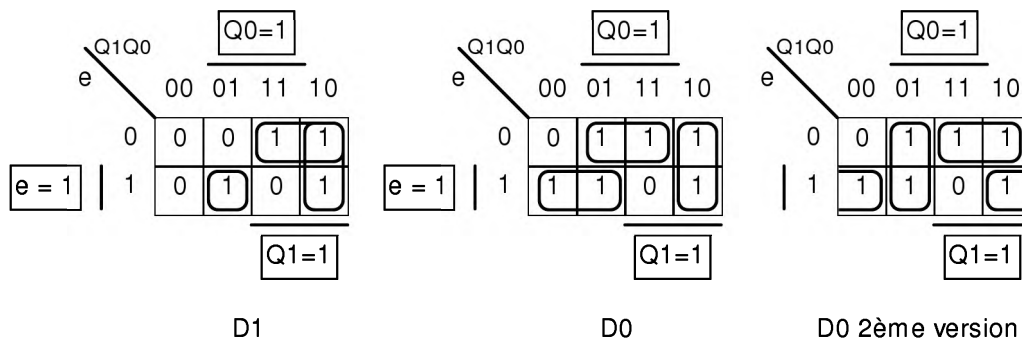 Q0=1 Q0=1 Q0=1
Q1Q0 Q1Q0 Q1Q0
e e e
00 01 11 10 00 01 11 10 00 01 11 10
0 0 0 1 1 0 0 1 1 1 0 0 1 1 1
e = 1 1 0 1 0 1 e = 1 1 1 1 0 1 1 1 1 0 1
Q1=1 Q1=1 Q1=1
D1 D0 D0 2ème version